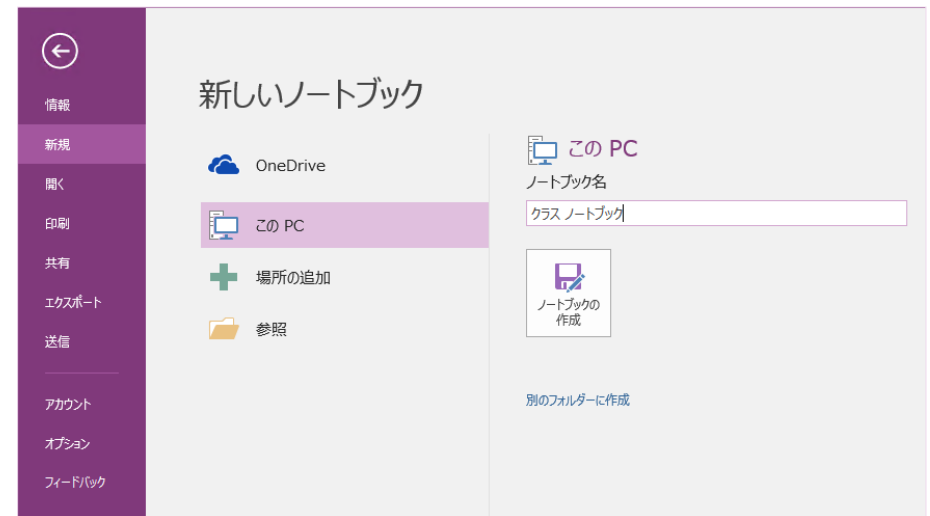 情報
新規
開く
印刷
共有
エクスポート
送信
アカウント
オプション
フィードバック
新しいノートブック
OneDrive
この PC
場所の追加
参照
この PC
ノートブック名
クラス ノートブック
ノートブックの
作成
別のフォルダーに作成